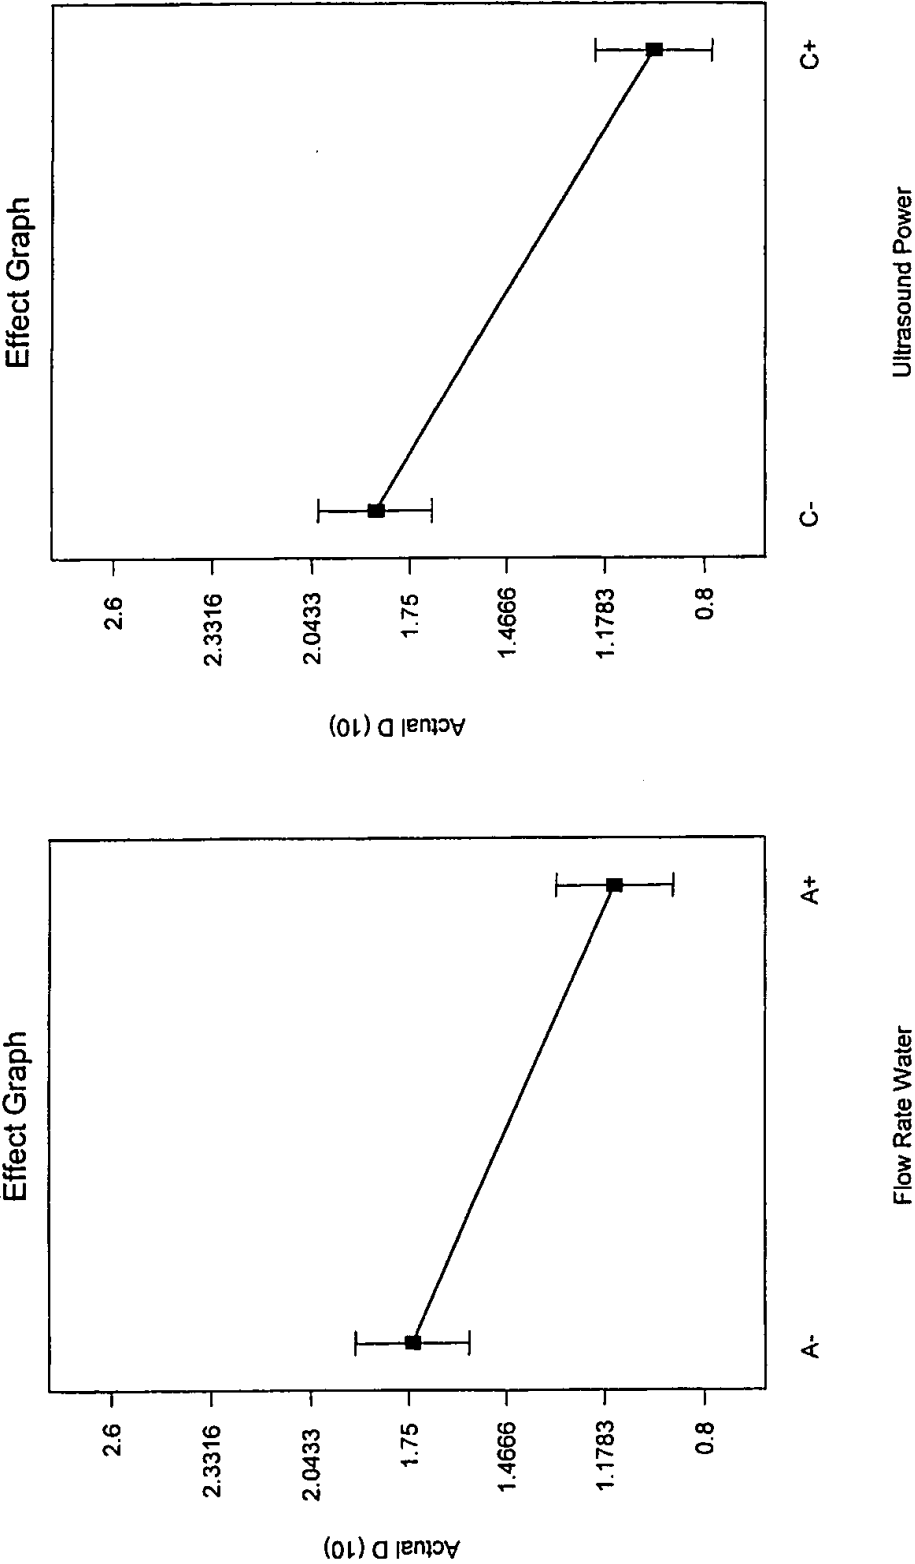 Effect Graph
Actual D (10)
2.6
2.3316
2.0433
1.75
1.4666
1.1783
0.8
A-
A+
Flow Rate Water
Effect Graph
Actual D (10)
2.6
2.3316
2.0433
1.75
1.4666
1.1783
0.8
C-
C+
Ultrasound Power